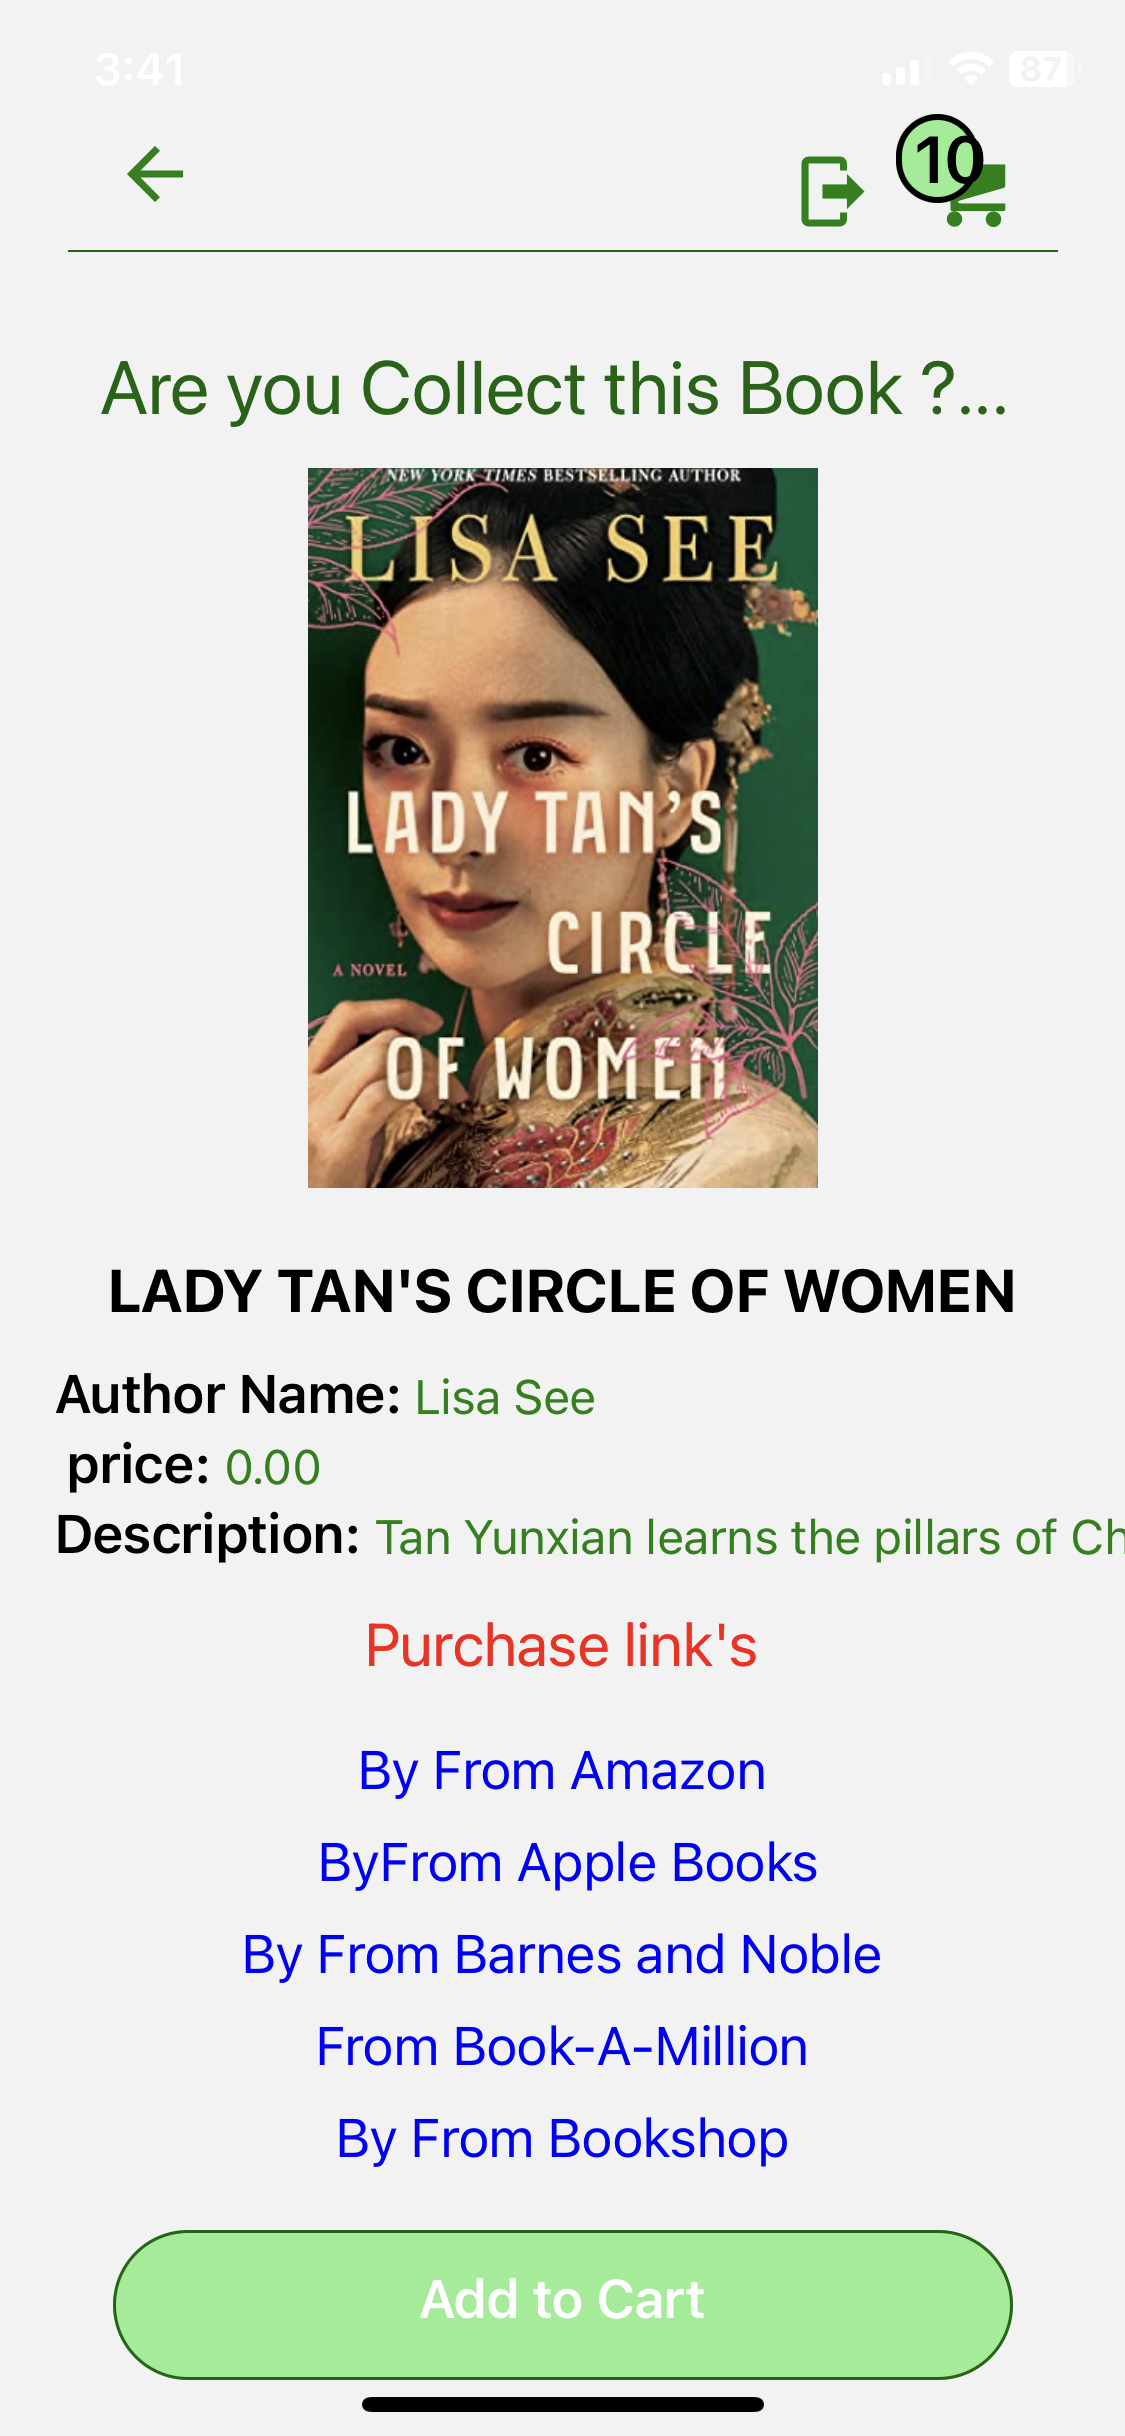 3:41
87
10
Are you Collect this Book ?...
NEW YORK TIMES BESTSELLING AUTHOR
LISA SEE
LADY TAN'S
CIRCLE
A NOVEL
OF WOMEN
LADY TAN'S CIRCLE OF WOMEN
Author Name: Lisa See
price: 0.00
Description: Tan Yunxian learns the pillars of Ch
Purchase link's
By From Amazon
ByFrom Apple Books
By From Barnes and Noble
From Book-A-Million
By From Bookshop
Add to Cart